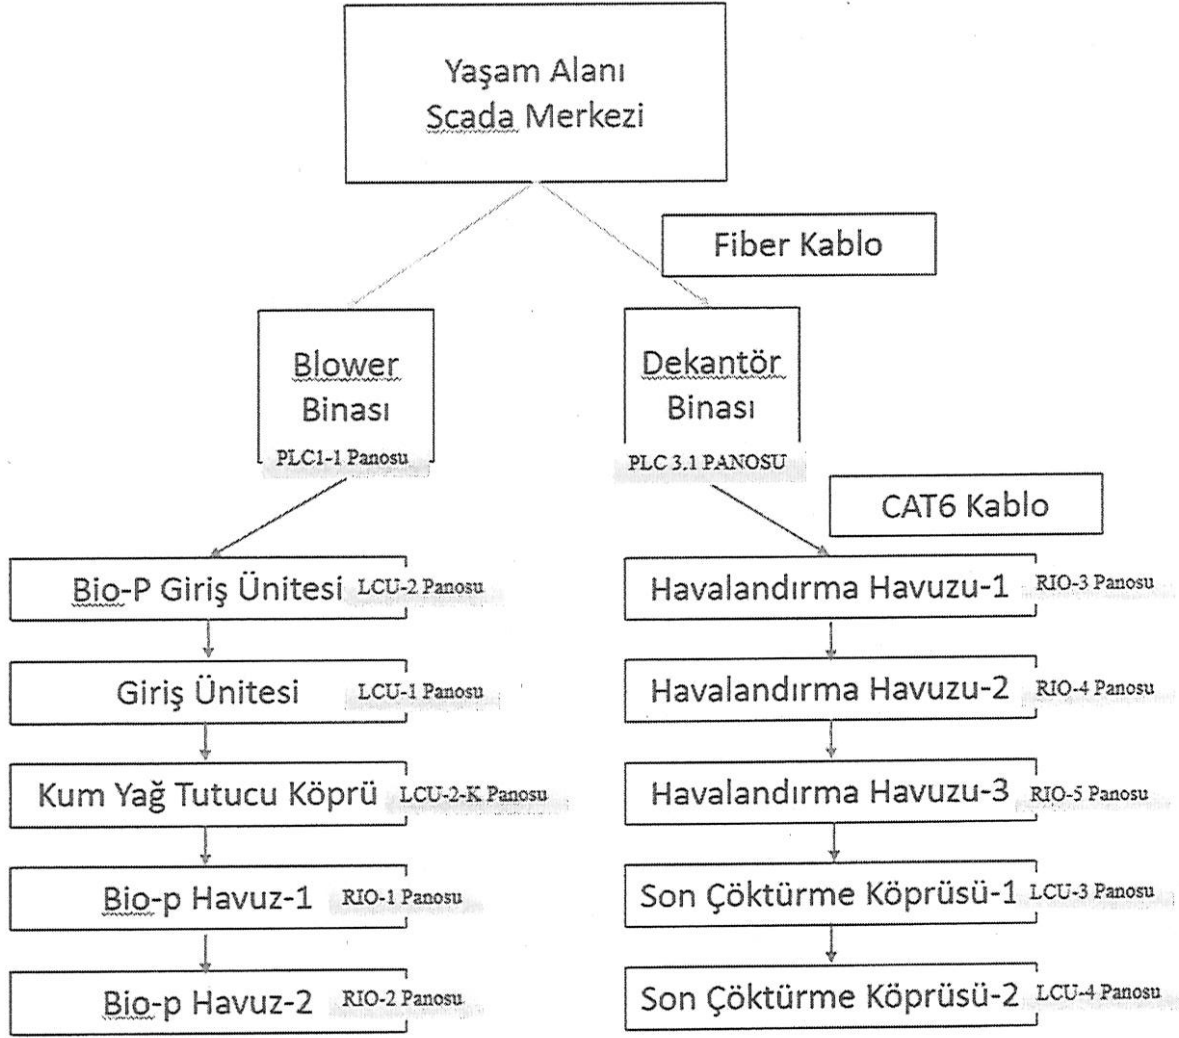 Yaşam Alanı
Scada Merkezi
Fiber Kablo
Blower
Binası
PLC1-1 Panosu
Dekantör
Binası
PLC 3.1 PANOSU
CAT6 Kablo
Bio-P Giriş Ünitesi LCU-2 Panosu
Giriş Ünitesi LCU-1 Panosu
Kum Yağ Tutucu Köprü LCU-2-K Panosu
Bio-p Havuz-1 RIO-1 Panosu
Bio-p Havuz-2 RIO-2 Panosu
Havalandırma Havuzu-1 RIO-3 Panosu
Havalandırma Havuzu-2 RIO-4 Panosu
Havalandırma Havuzu-3 RIO-5 Panosu
Son Çöktürme Köprüsü-1 LCU-3 Panosu
Son Çöktürme Köprüsü-2 LCU-4 Panosu